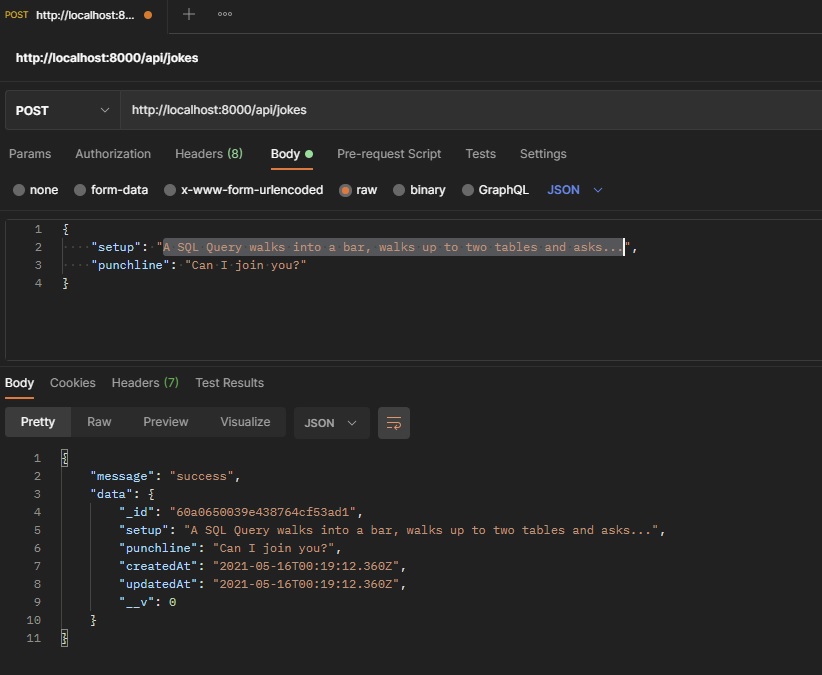 POST http://localhost:8...
http://localhost:8000/api/jokes
POST http://localhost:8000/api/jokes
Params Authorization Headers (8) Body Pre-request Script Tests Settings
none form-data x-www-form-urlencoded raw binary GraphQL JSON
1 {
2 "setup": "A SQL Query walks into a bar, walks up to two tables and asks...",
3 "punchline": "Can I join you?"
4 }
Body Cookies Headers (7) Test Results
Pretty Raw Preview Visualize JSON
1 {
2 "message": "success",
3 "data": {
4 "_id": "60a0650039e438764cf53ad1",
5 "setup": "A SQL Query walks into a bar, walks up to two tables and asks...",
6 "punchline": "Can I join you?",
7 "createdAt": "2021-05-16T00:19:12.360Z",
8 "updatedAt": "2021-05-16T00:19:12.360Z",
9 "__v": 0
10 }
11 }